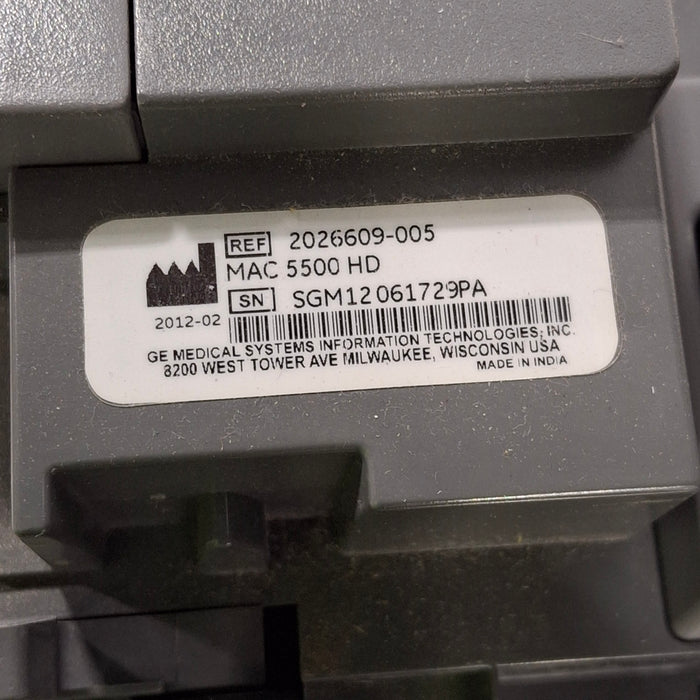 REF 2026609-005
MAC 5500 HD
SN SGM12061729PA
2012-02
GE MEDICAL SYSTEMS INFORMATION TECHNOLOGIES, INC.
8200 WEST TOWER AVE MILWAUKEE, WISCONSIN USA
MADE IN INDIA